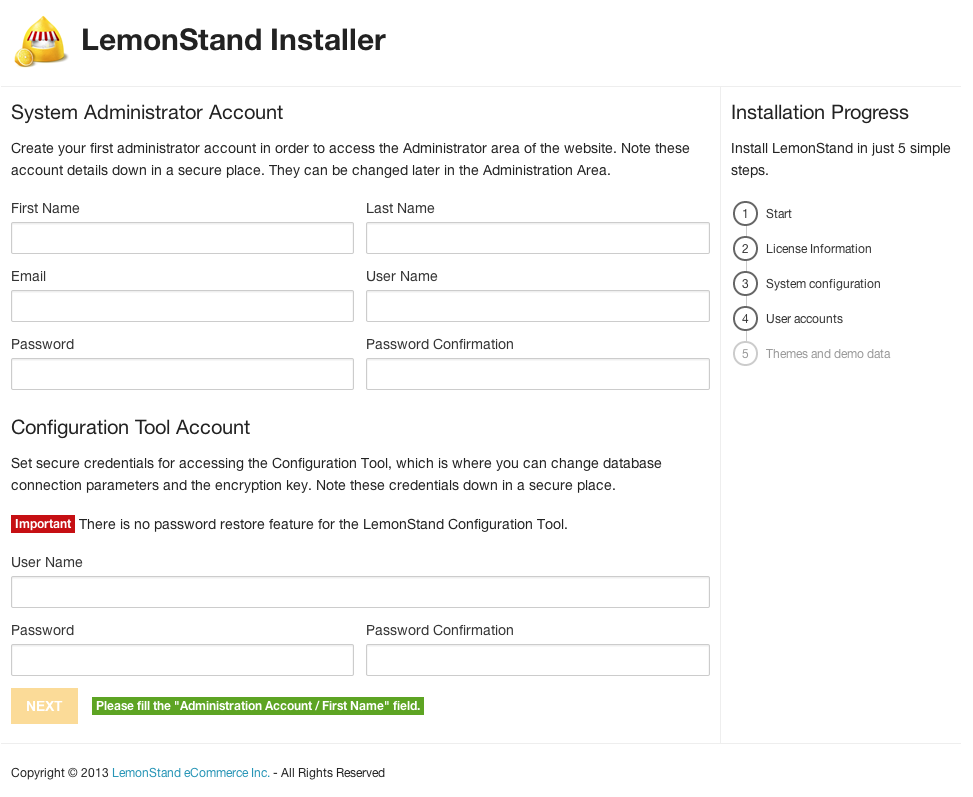 LemonStand Installer
System Administrator Account
Create your first administrator account in order to access the Administrator area of the website. Note these
account details down in a secure place. They can be changed later in the Administration Area.
First Name
Last Name
Email
User Name
Password
Password Confirmation
Configuration Tool Account
Set secure credentials for accessing the Configuration Tool, which is where you can change database
connection parameters and the encryption key. Note these credentials down in a secure place.
Important There is no password restore feature for the LemonStand Configuration Tool.
User Name
Password
Password Confirmation
NEXT
Please fill the "Administration Account / First Name" field.
Installation Progress
Install LemonStand in just 5 simple
steps.
1 Start
2 License Information
3 System configuration
4 User accounts
5 Themes and demo data
Copyright © 2013 LemonStand eCommerce Inc. - All Rights Reserved